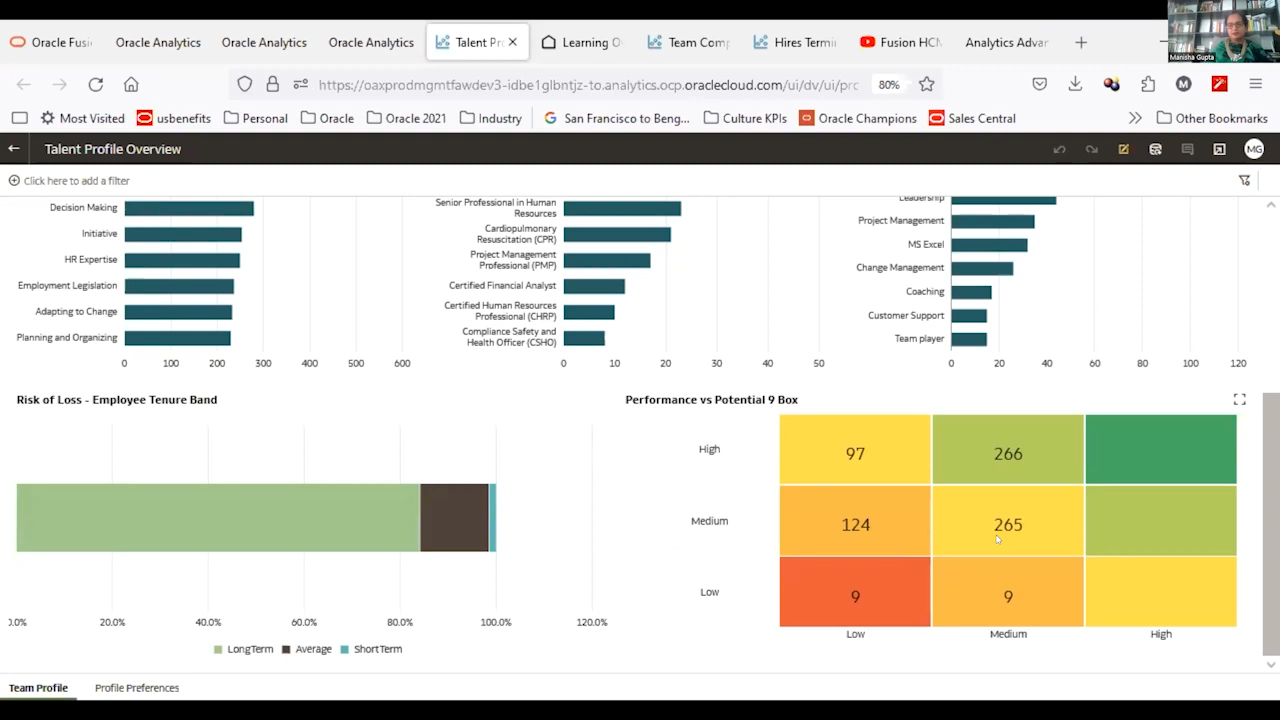 Oracle Fusi
Oracle Analytics
Oracle Analytics
Oracle Analytics
Talent Pr
Learning O
Team Comp
Hires Termi
Fusion HCM
Analytics Advan
Manisha Gupta
https://oaxprodmgmtfawdev3-idbe1glbntjz-to.analytics.ocp.oraclecloud.com/ui/dv/ui/prc
80%
M
Most Visited
usbenefits
Personal
Oracle
Oracle 2021
Industry
San Francisco to Beng...
Culture KPIs
Oracle Champions
Sales Central
Other Bookmarks
Talent Profile Overview
MG
Click here to add a filter
Decision Making
Initiative
HR Expertise
Employment Legislation
Adapting to Change
Planning and Organizing
0 100 200 300 400 500 600
Senior Professional in Human
Resources
Cardiopulmonary
Resuscitation (CPR)
Project Management
Professional (PMP)
Certified Financial Analyst
Certified Human Resources
Professional (CHRP)
Compliance Safety and
Health Officer (CSHO)
0 10 20 30 40 50
Leadership
Project Management
MS Excel
Change Management
Coaching
Customer Support
Team player
0 20 40 60 80 100 120
Risk of Loss - Employee Tenure Band
0.0% 20.0% 40.0% 60.0% 80.0% 100.0% 120.0%
LongTerm Average ShortTerm
Performance vs Potential 9 Box
High 97 266
Medium 124 265
Low 9 9
Low Medium High
Team Profile
Profile Preferences